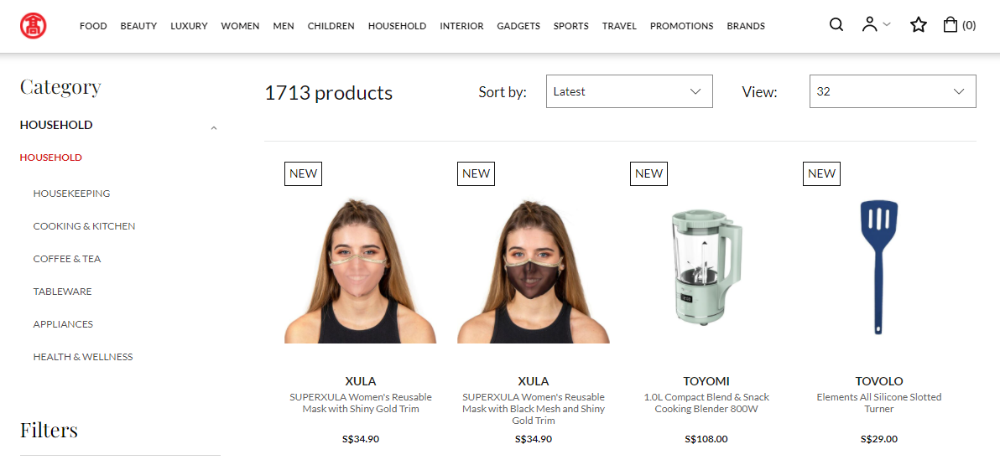 髙
FOOD BEAUTY LUXURY WOMEN MEN CHILDREN HOUSEHOLD INTERIOR GADGETS SPORTS TRAVEL PROMOTIONS BRANDS
(0)
Category
HOUSEHOLD
HOUSEHOLD
HOUSEKEEPING
COOKING & KITCHEN
COFFEE & TEA
TABLEWARE
APPLIANCES
HEALTH & WELLNESS
Filters
1713 products
Sort by:
Latest
View:
32
NEW
XULA
SUPERXULA Women's Reusable
Mask with Shiny Gold Trim
S$34.90
NEW
XULA
SUPERXULA Women's Reusable
Mask with Black Mesh and Shiny
Gold Trim
S$34.90
NEW
TOYOMI
1.0L Compact Blend & Snack
Cooking Blender 800W
S$108.00
NEW
TOVOLO
Elements All Silicone Slotted
Turner
S$29.00